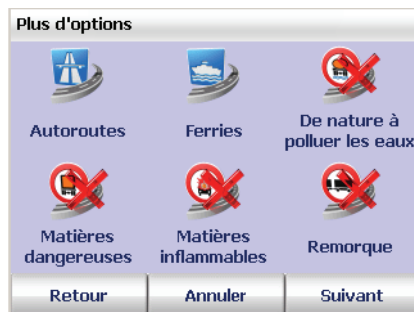 Plus d'options
Autoroutes
Ferries
De nature à
polluer les eaux
Matières
dangereuses
Matières
inflammables
Remorque
Retour
Annuler
Suivant